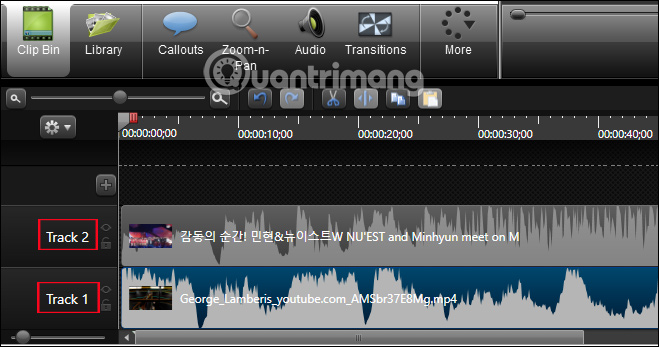 Clip Bin
Library
Callouts
Zoom-n-
Pan
Audio
Transitions
More
Quantrimang
00:00:00;00
00:00:10;00
00:00:20;00
00:00:30;00
00:00:40;00
Track 2
감동의 순간! 민현&뉴이스트W NU'EST and Minhyun meet on M
Track 1
George_Lamberis_youtube.com_AMSbr37E8Mg.mp4